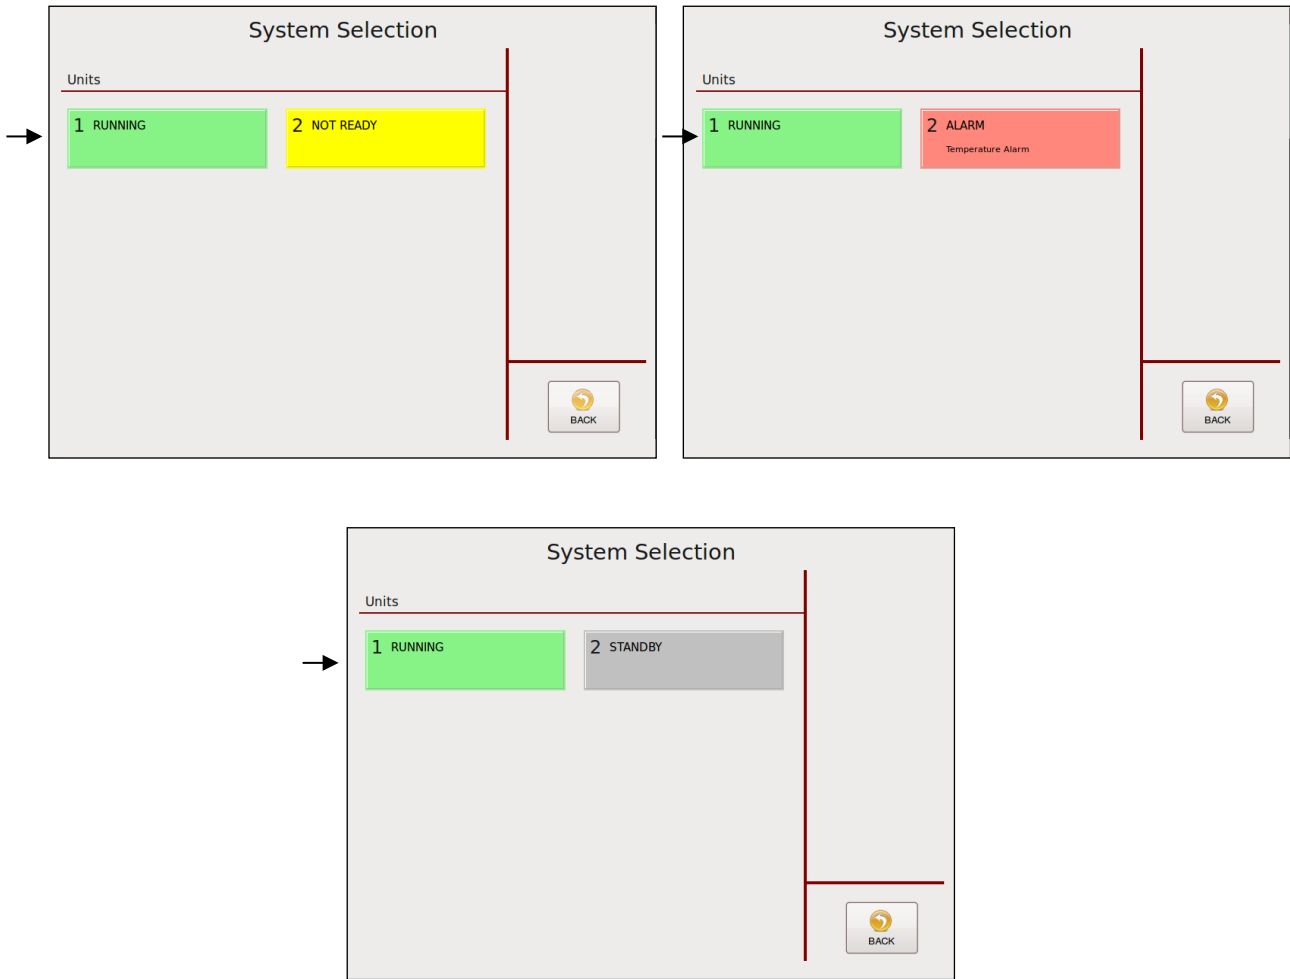 System Selection
Units
1 RUNNING
2 NOT READY
BACK
System Selection
Units
1 RUNNING
2 ALARM
Temperature Alarm
BACK
System Selection
Units
1 RUNNING
2 STANDBY
BACK